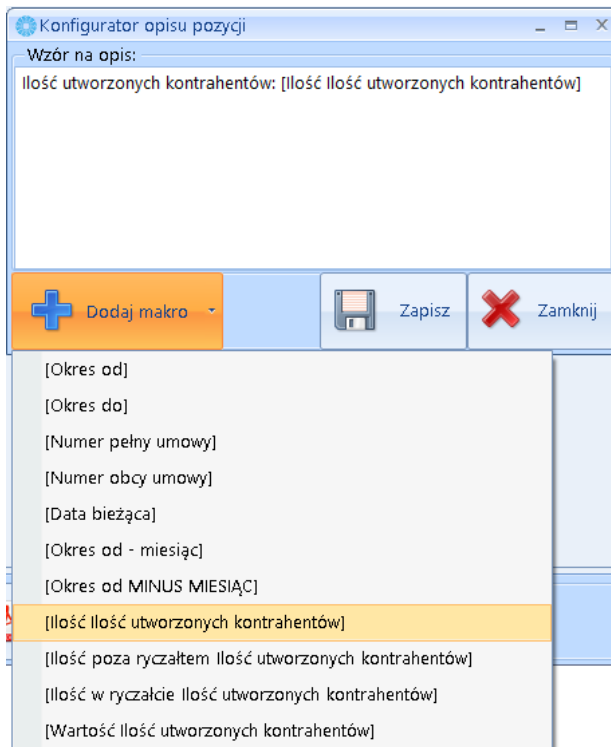 Konfigurator opisu pozycji
Wzór na opis:
Ilość utworzonych kontrahentów: [Ilość Ilość utworzonych kontrahentów]
Dodaj makro
Zapisz
Zamknij
[Okres od]
[Okres do]
[Numer pełny umowy]
[Numer obcy umowy]
[Data bieżąca]
[Okres od - miesiąc]
[Okres od MINUS MIESIĄC]
[Ilość Ilość utworzonych kontrahentów]
[Ilość poza ryczałtem Ilość utworzonych kontrahentów]
[Ilość w ryczałcie Ilość utworzonych kontrahentów]
[Wartość Ilość utworzonych kontrahentów]